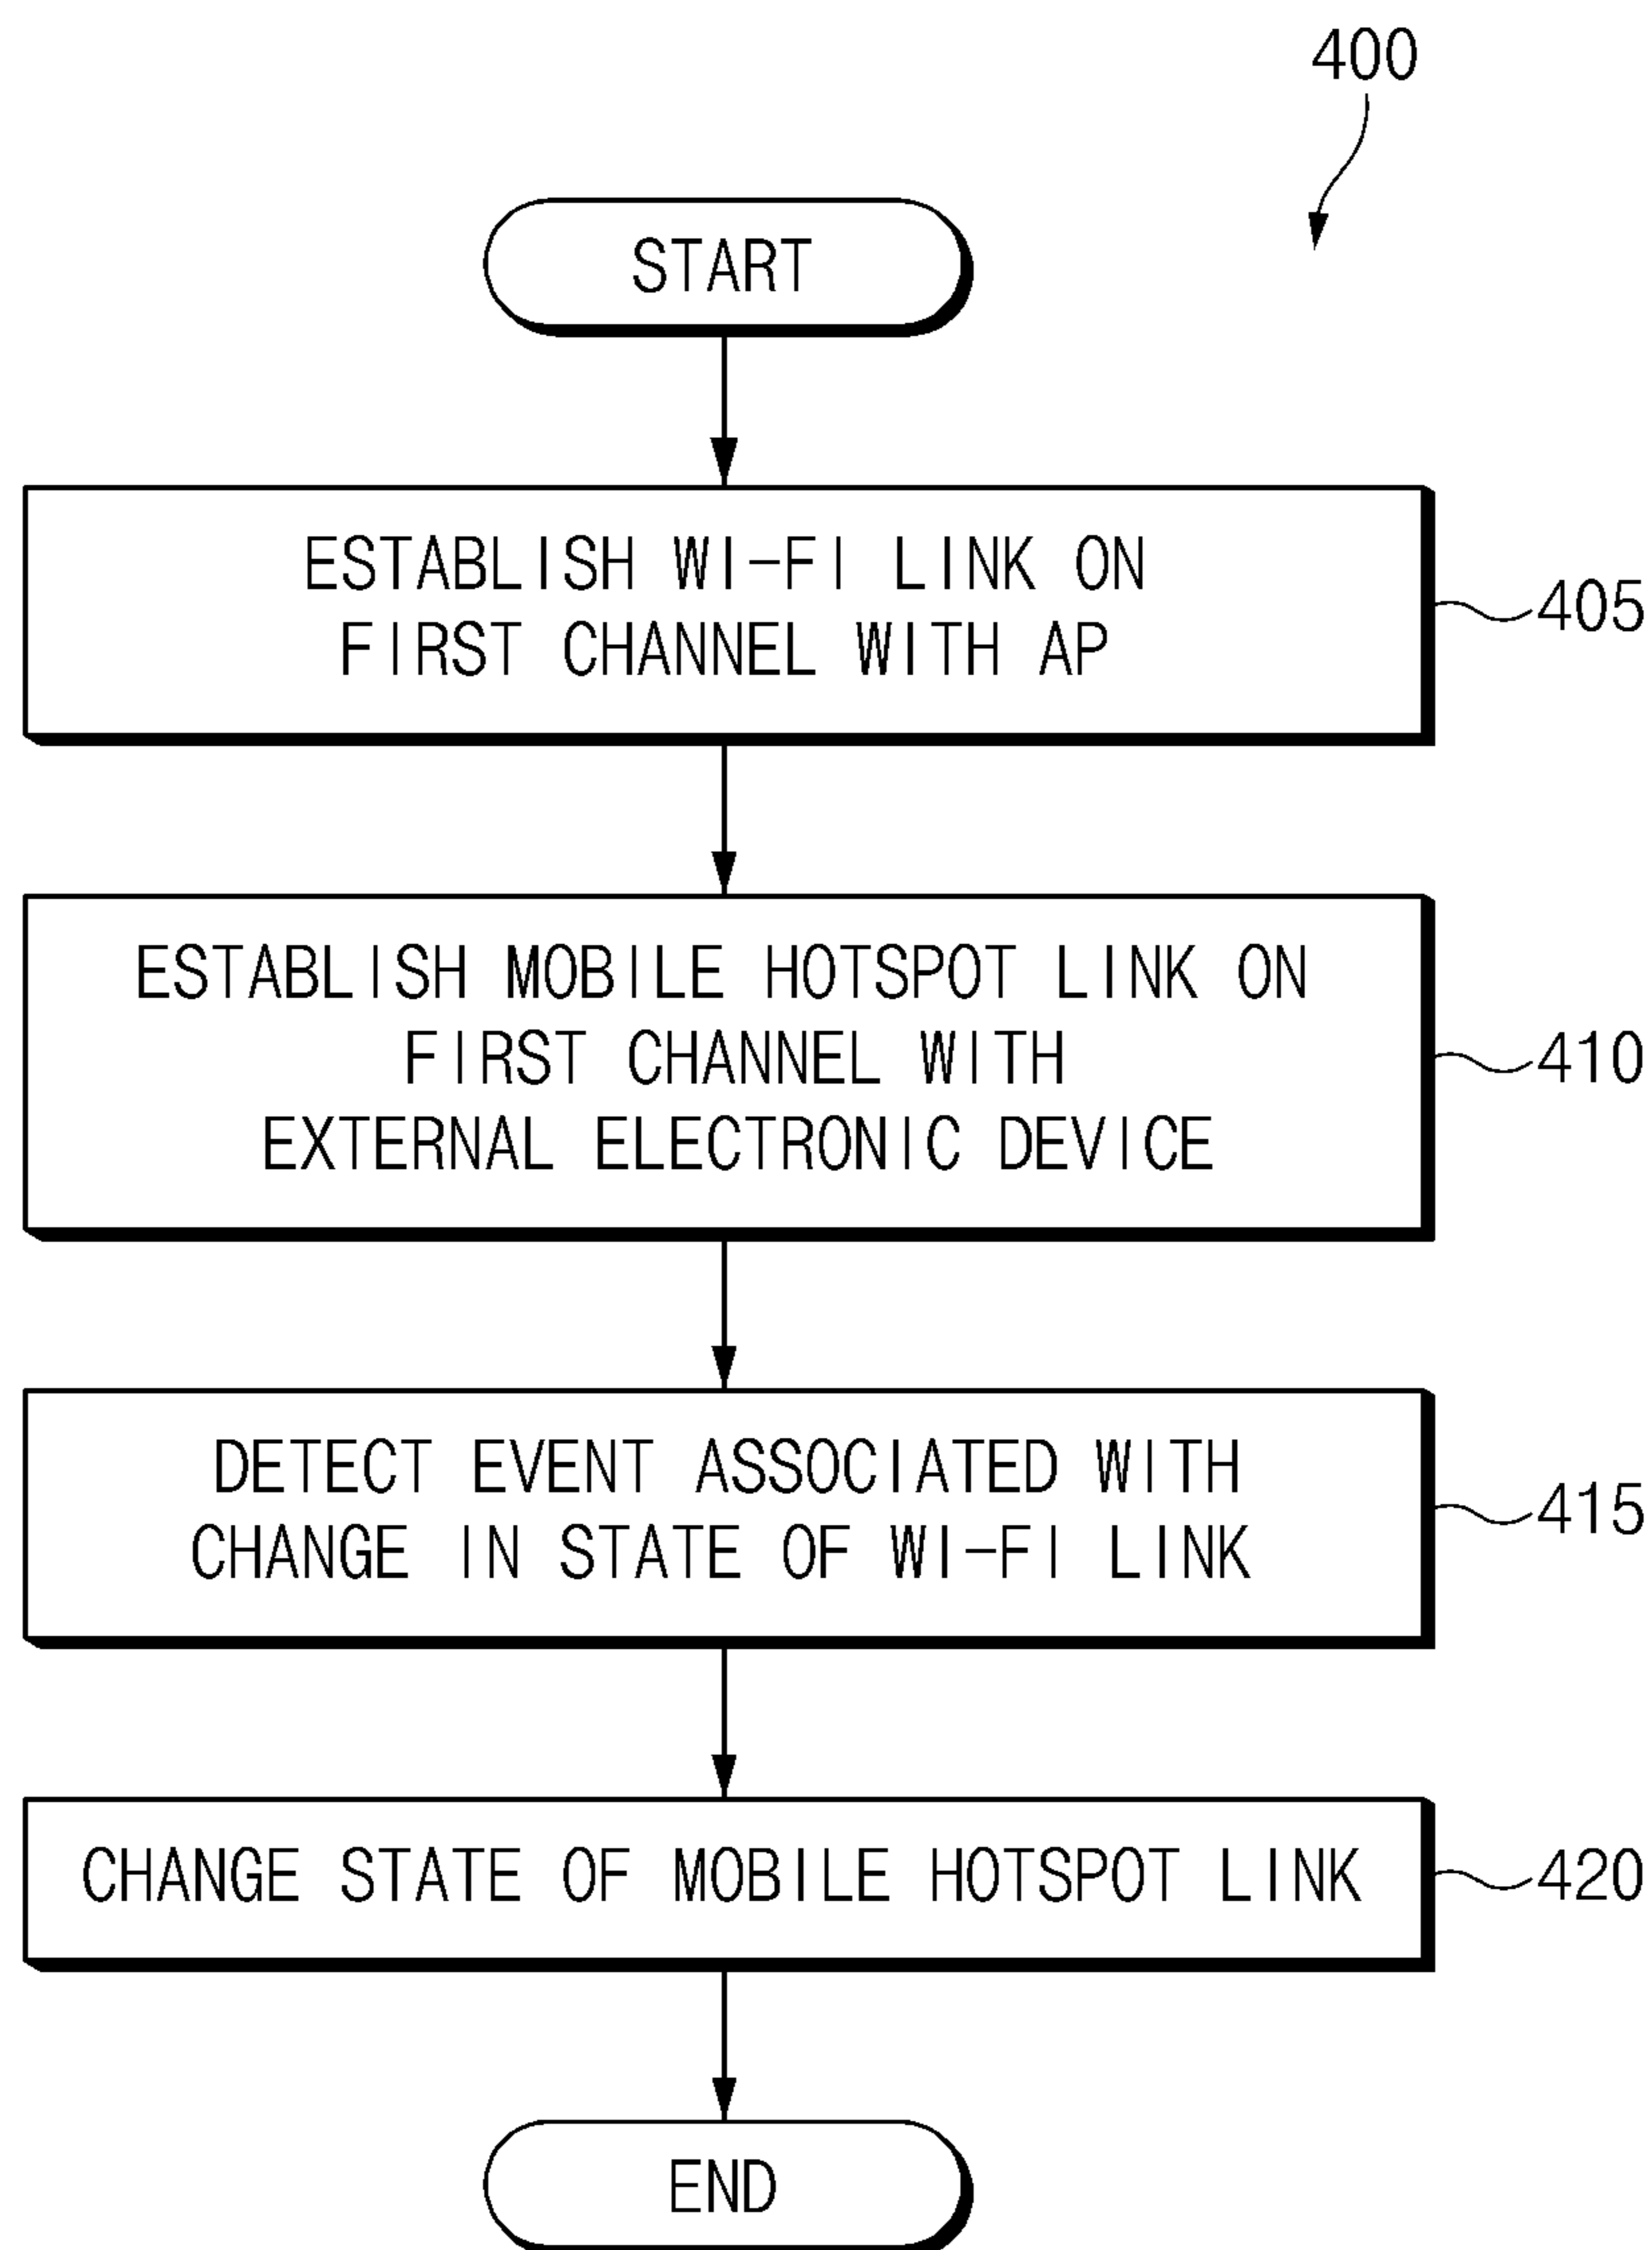 400
START
ESTABLISH WI-FI LINK ON
FIRST CHANNEL WITH AP
405
ESTABLISH MOBILE HOTSPOT LINK ON
FIRST CHANNEL WITH
EXTERNAL ELECTRONIC DEVICE
410
DETECT EVENT ASSOCIATED WITH
CHANGE IN STATE OF WI-FI LINK
415
CHANGE STATE OF MOBILE HOTSPOT LINK
420
END